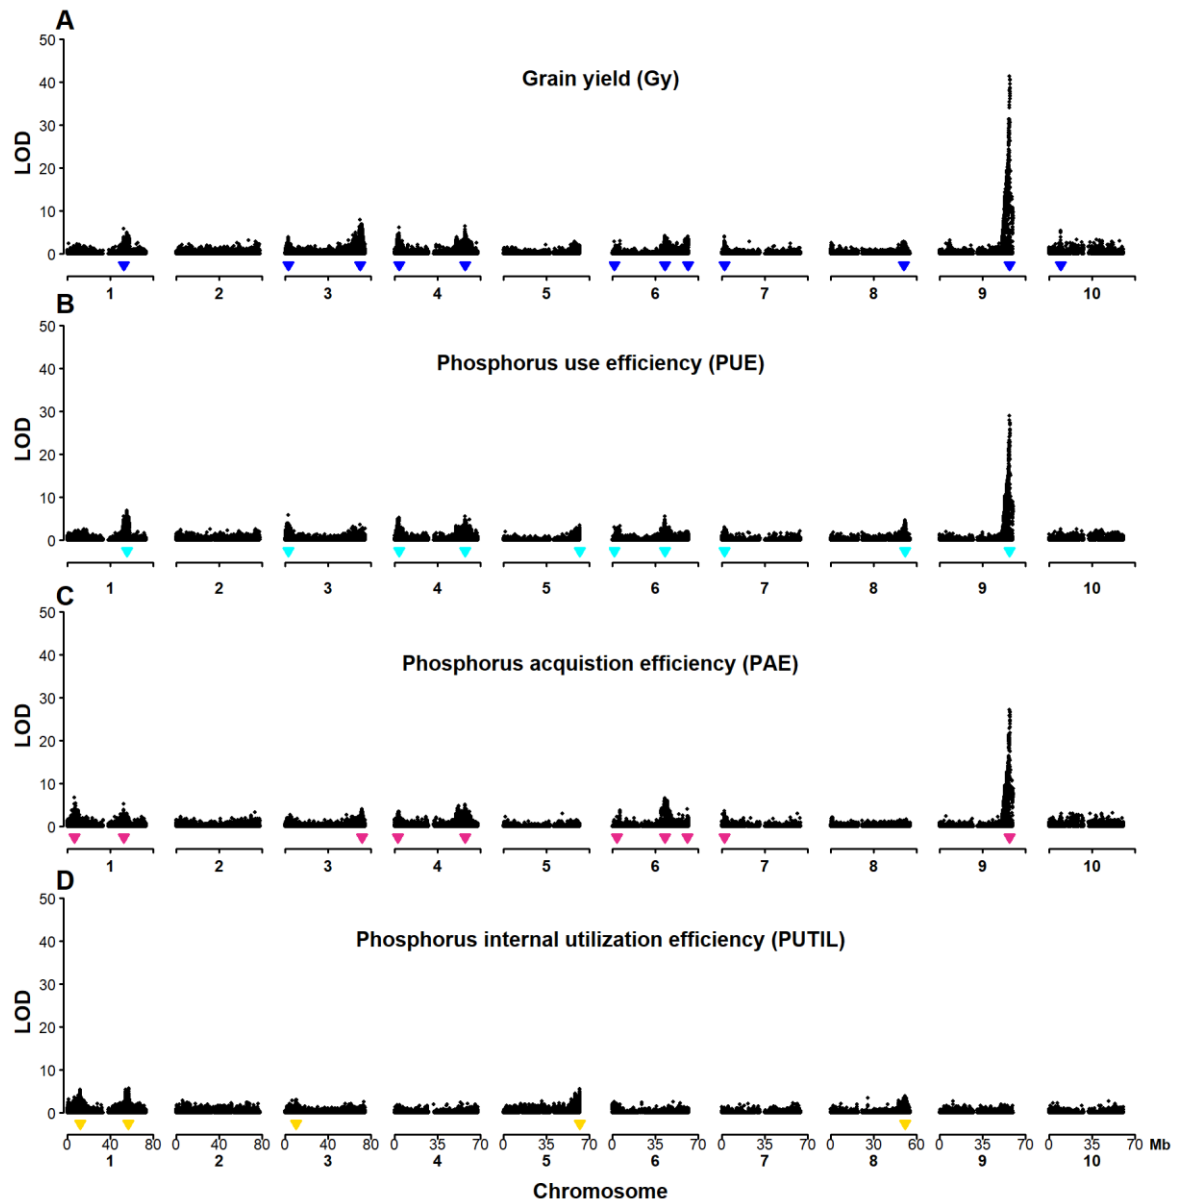 A
50
Grain yield (Gy)
40
30
LOD
20
10
0
1 2 3 4 5 6 7 8 9 10
B
50
Phosphorus use efficiency (PUE)
40
30
LOD
20
10
0
1 2 3 4 5 6 7 8 9 10
C
50
Phosphorus acquistion efficiency (PAE)
40
30
LOD
20
10
0
1 2 3 4 5 6 7 8 9 10
D
50
Phosphorus internal utilization efficiency (PUTIL)
40
30
LOD
20
10
0
0 40 80 0 40 80 0 40 80 0 35 70 0 35 70 0 35 70 0 35 70 0 30 60 0 35 70 0 35 70 Mb
1 2 3 4 5 6 7 8 9 10
Chromosome